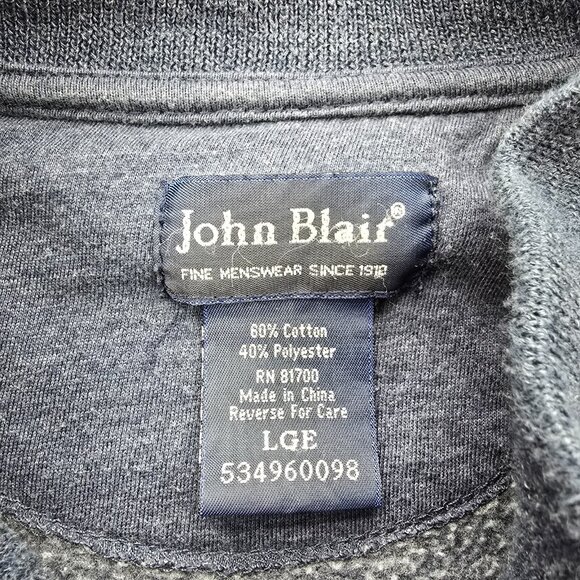 John Blair®
FINE MENSWEAR SINCE 1910
60% Cotton
40% Polyester
RN 81700
Made in China
Reverse For Care
LGE
534960098